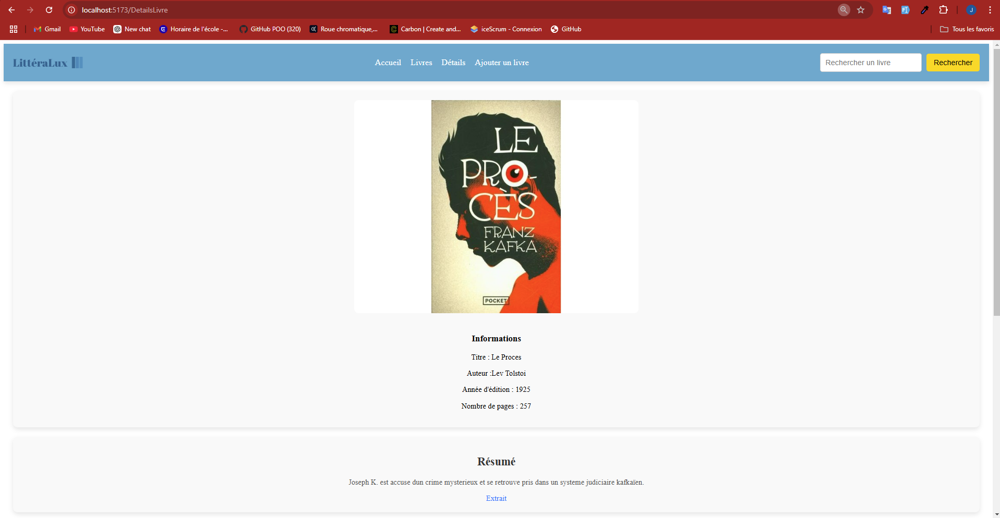 localhost:5173/DetailsLivre
J
Gmail
YouTube
New chat
Horaire de l'école -...
GitHub POO (320)
Roue chromatique,...
Carbon | Create and...
iceScrum - Connexion
GitHub
Tous les favoris
LittéraLux
Accueil
Livres
Détails
Ajouter un livre
Rechercher un livre
Rechercher
LE
PRO-
CÈS
FRANZ
KAFKA
POCKET
Informations
Titre : Le Proces
Auteur :Lev Tolstoi
Année d'édition : 1925
Nombre de pages : 257
Résumé
Joseph K. est accuse dun crime mysterieux et se retrouve pris dans un systeme judiciaire kafkaïen.
Extrait